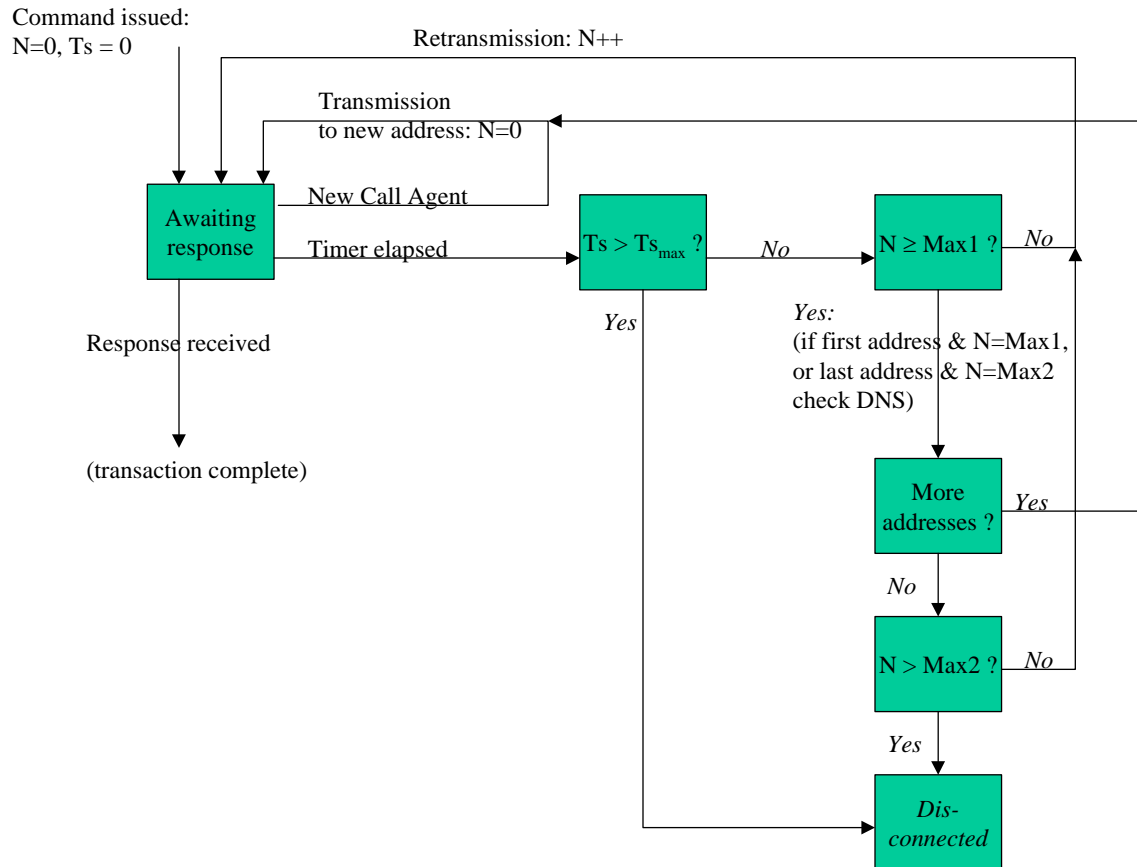 Command issued:
N=0, Ts = 0
Retransmission: N++
Transmission
to new address: N=0
New Call Agent
Awaiting
response
Timer elapsed
Ts > Tsmax ?
No
N ≥ Max1 ?
No
Yes
Yes:
(if first address & N=Max1,
or last address & N=Max2
check DNS)
Response received
(transaction complete)
More
addresses ?
Yes
No
N > Max2 ?
No
Yes
Dis-
connected